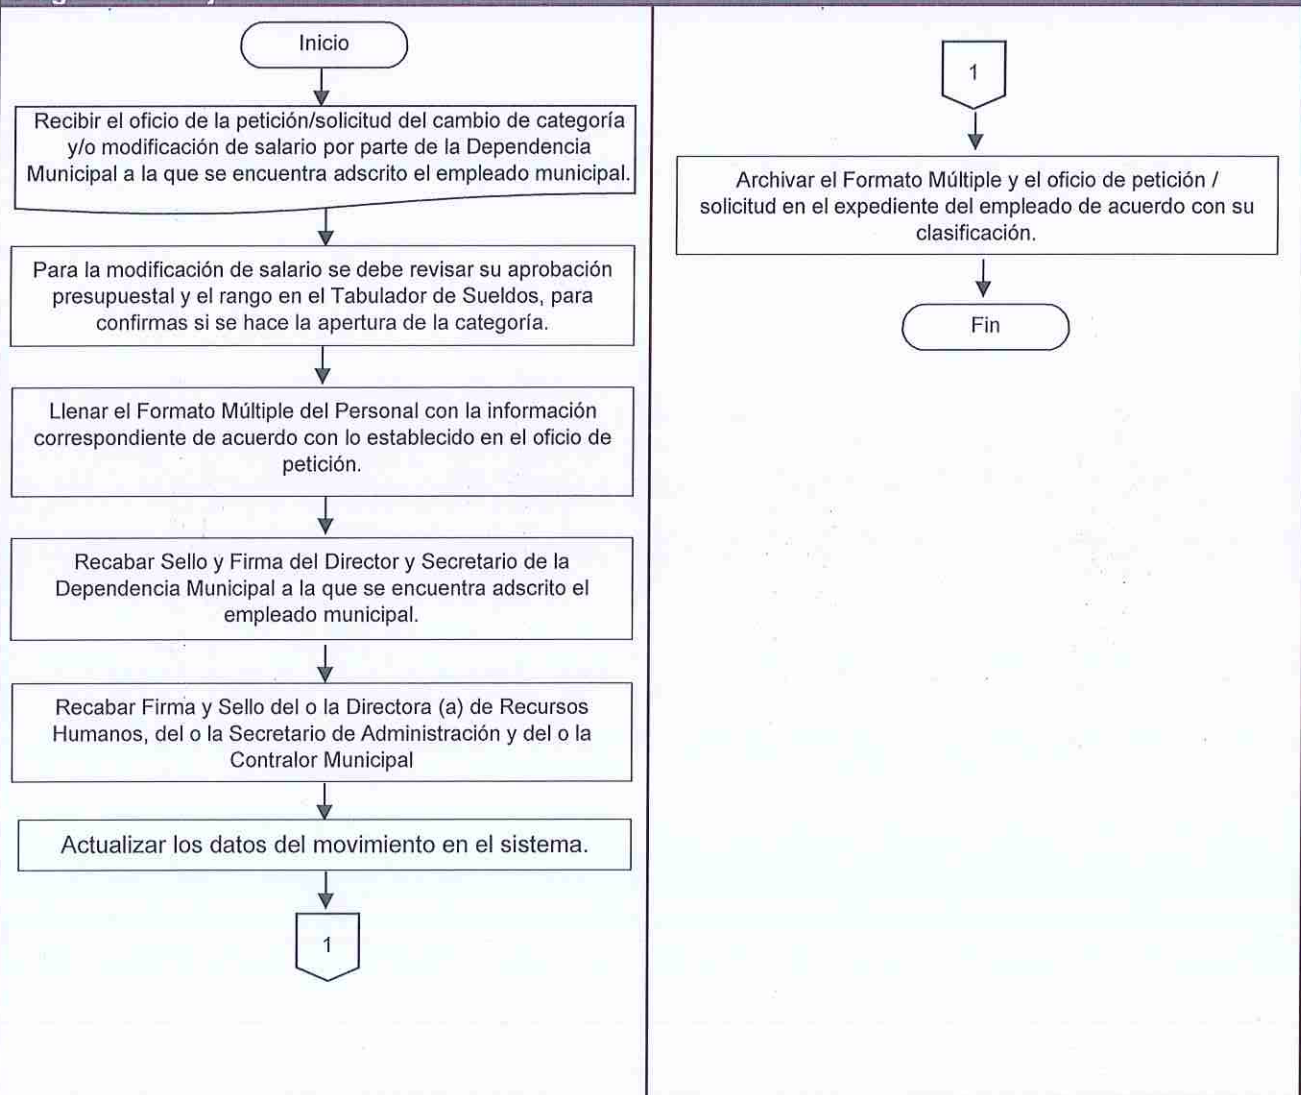 Inicio
Recibir el oficio de la petición/solicitud del cambio de categoría
y/o modificación de salario por parte de la Dependencia
Municipal a la que se encuentra adscrito el empleado municipal.
Para la modificación de salario se debe revisar su aprobación
presupuestal y el rango en el Tabulador de Sueldos, para
confirmas si se hace la apertura de la categoría.
Llenar el Formato Múltiple del Personal con la información
correspondiente de acuerdo con lo establecido en el oficio de
petición.
Recabar Sello y Firma del Director y Secretario de la
Dependencia Municipal a la que se encuentra adscrito el
empleado municipal.
Recabar Firma y Sello del o la Directora (a) de Recursos
Humanos, del o la Secretario de Administración y del o la
Contralor Municipal
Actualizar los datos del movimiento en el sistema.
1
1
Archivar el Formato Múltiple y el oficio de petición /
solicitud en el expediente del empleado de acuerdo con su
clasificación.
Fin